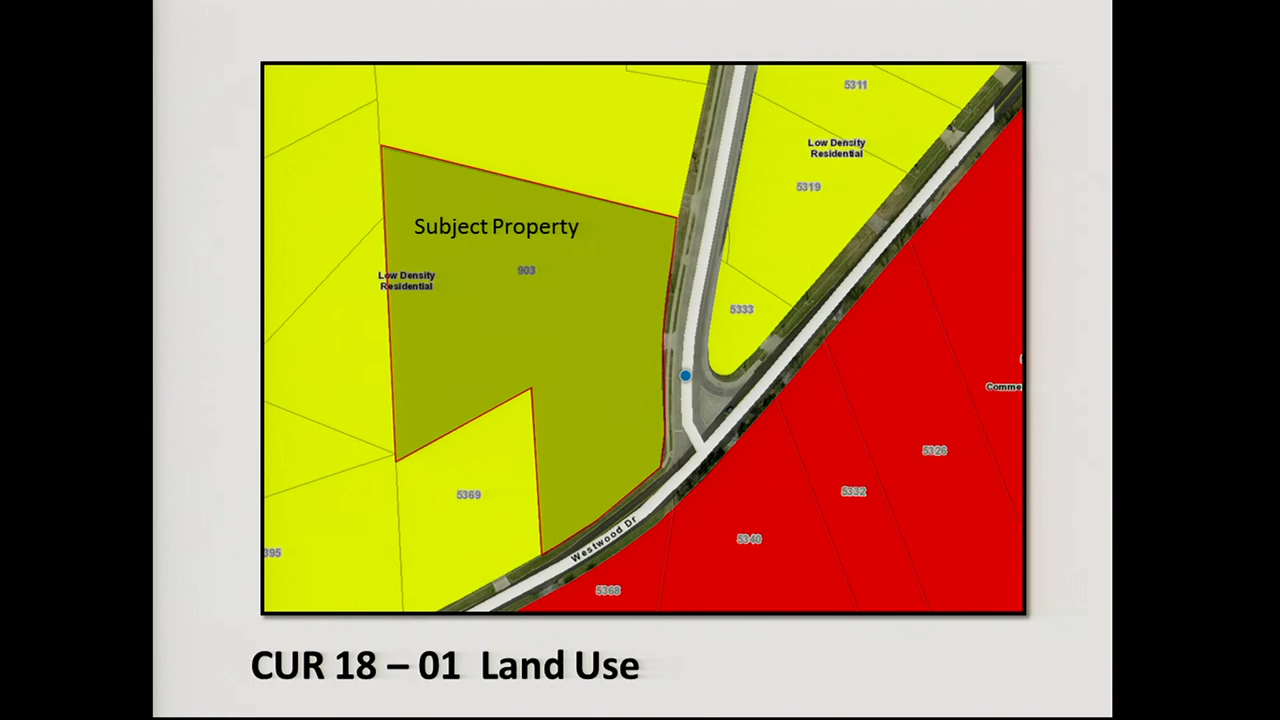 5311
Low Density
Residential
5319
Subject Property
903
Low Density
Residential
5333
Comme
5326
5369
5332
395
Westwood Dr
5340
5368
CUR 18 – 01 Land Use